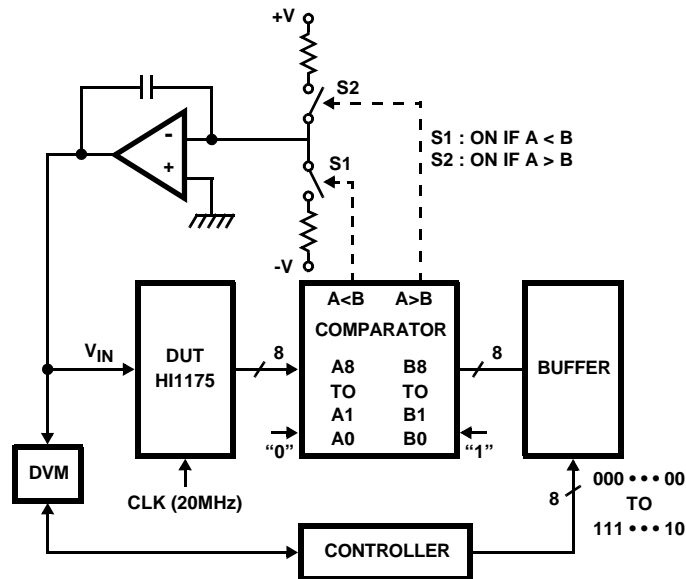 +V
S2
-
+
S1
S1 : ON IF A < B
S2 : ON IF A > B
-V
A<B A>B
COMPARATOR
A8 B8
TO TO
A1 B1
A0 B0
VIN
DUT
HI1175
8
8
BUFFER
“0”
“1”
DVM
CLK (20MHz)
8
000 • • • 00
TO
111 • • • 10
CONTROLLER